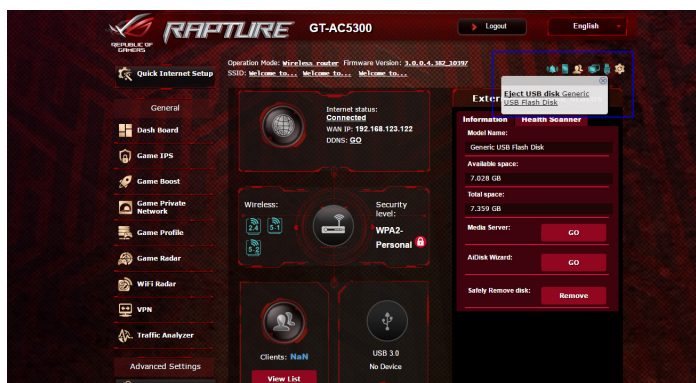 REPUBLIC OF
GAMERS
RAPTURE
GT-AC5300
Logout
English
Operation Mode: Wireless router Firmware Version: 3.0.0.4.382_10397
SSID: Welcome to... Welcome to... Welcome to...
Quick Internet Setup
General
Dash Board
Game IPS
Game Boost
Game Private
Network
Game Profile
Game Radar
WiFi Radar
VPN
Traffic Analyzer
Advanced Settings
Internet status:
Connected
WAN IP: 192.168.123.122
DDNS: GO
Wireless:
2.4
5-1
5-2
Security
level:
WPA2-
Personal
Clients: NaN
View List
USB 3.0
No Device
Eject USB disk Generic
USB Flash Disk
Exter
Information
Health Scanner
Model Name:
Generic USB Flash Disk
Available space:
7.028 GB
Total space:
7.359 GB
Media Server:
GO
AiDisk Wizard:
GO
Safely Remove
disk:
Remove